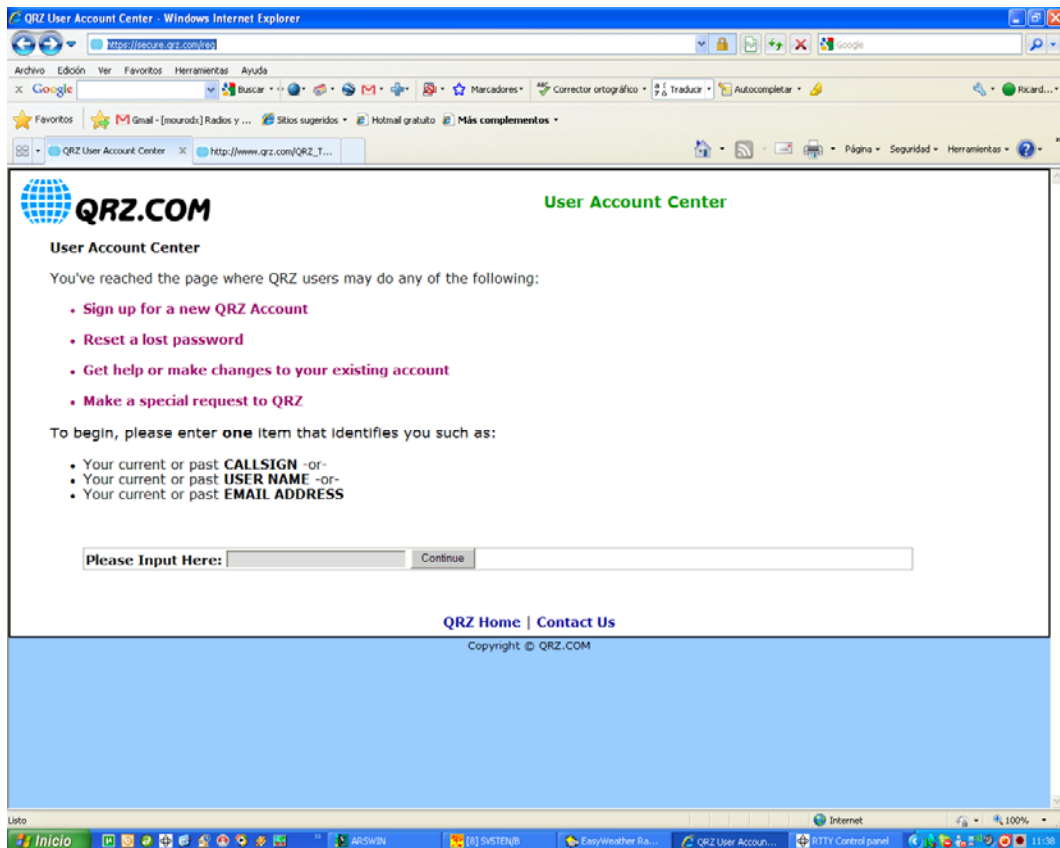 QRZ User Account Center - Windows Internet Explorer
https://secure.qrz.com/reg
Google
Archivo Edición Ver Favoritos Herramientas Ayuda
x Google Buscar Marcadores Corrector ortográfico Traducir Autocompletar Ricard...
Favoritos Gmail - [mourodx] Radios y ... Sitios sugeridos Hotmail gratuito Más complementos
QRZ User Account Center X http://www.qrz.com/QRZ_T... Página Seguridad Herramientas
QRZ.COM User Account Center
User Account Center
You've reached the page where QRZ users may do any of the following:
• Sign up for a new QRZ Account
• Reset a lost password
• Get help or make changes to your existing account
• Make a special request to QRZ
To begin, please enter one item that identifies you such as:
• Your current or past CALLSIGN -or-
• Your current or past USER NAME -or-
• Your current or past EMAIL ADDRESS
Please Input Here: Continue
QRZ Home | Contact Us
Copyright © QRZ.COM
Listo Internet 100%
Inicio ARSWIN [8] SYSTEN/B EasyWeather Ra... QRZ User Accoun... RTTY Control panel 11:38